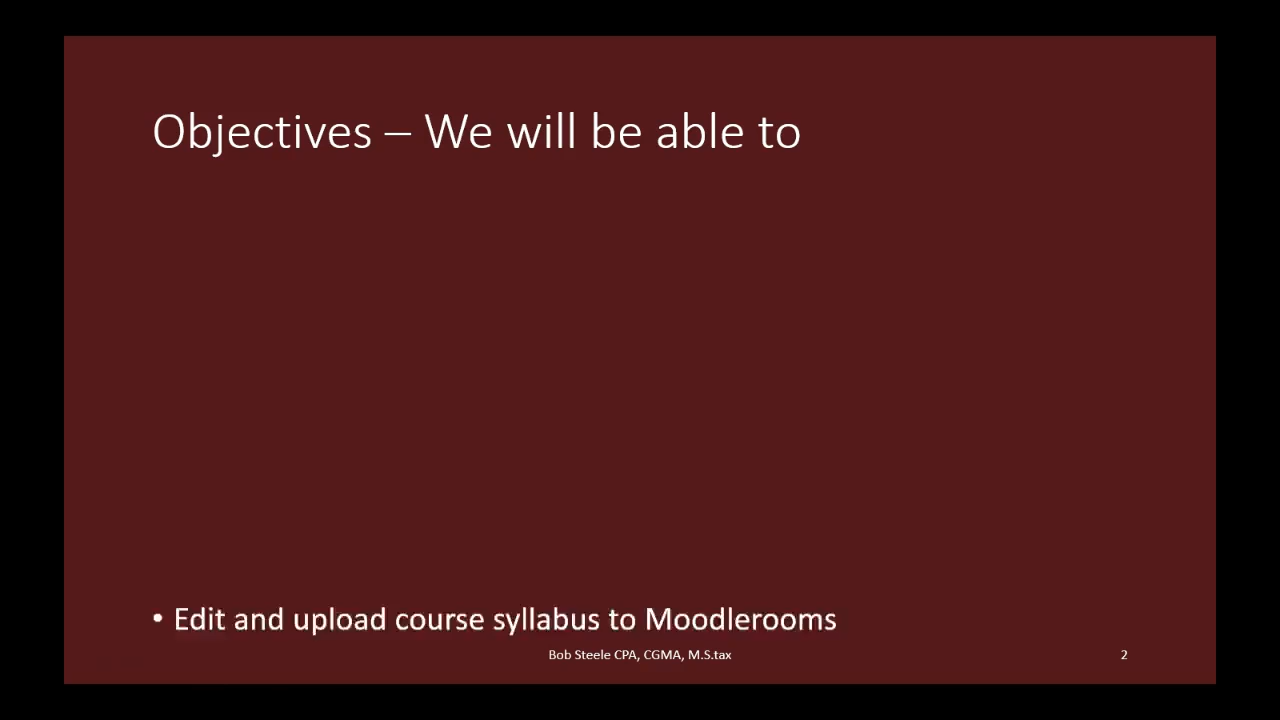 Objectives – We will be able to
• Edit and upload course syllabus to Moodlerooms
Bob Steele CPA, CGMA, M.S.tax
2